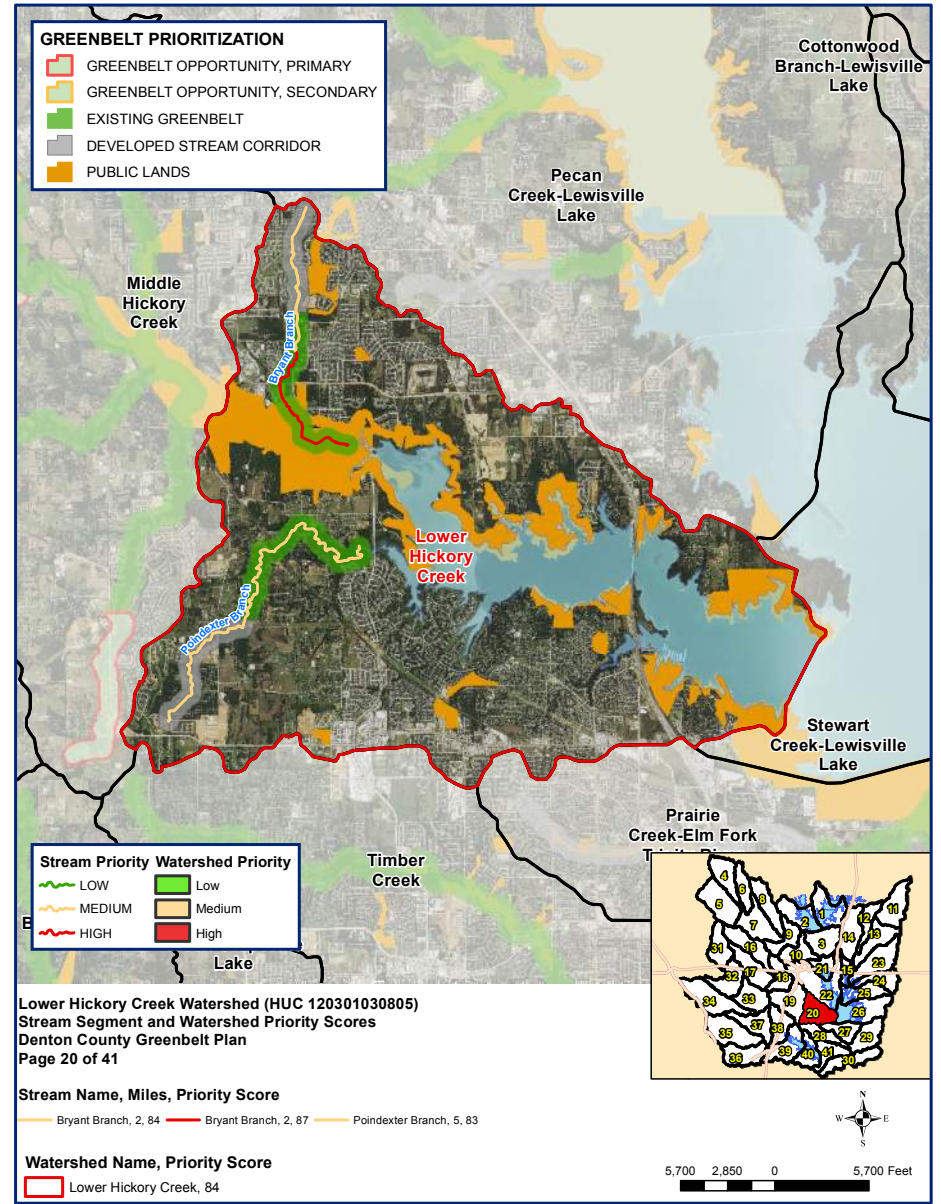 GREENBELT PRIORITIZATION
GREENBELT OPPORTUNITY, PRIMARY
GREENBELT OPPORTUNITY, SECONDARY
EXISTING GREENBELT
DEVELOPED STREAM CORRIDOR
PUBLIC LANDS
Cottonwood
Branch-Lewisville
Lake
Pecan
Creek-Lewisville
Lake
Middle
Hickory
Creek
Bryant Branch
Lower
Hickory
Creek
Poindexter Branch
Stewart
Creek-Lewisville
Lake
Prairie
Creek-Elm Fork
Timber
Creek
Lake
Stream Priority Watershed Priority
LOW Low
MEDIUM Medium
HIGH High
4
6
8
5
7
2
1
12
11
9
3
14
13
31
16
10
23
32
17
18
21
15
24
34
33
19
22
25
20
26
35
37
38
28
27
29
36
39
40
41
30
Lower Hickory Creek Watershed (HUC 120301030805)
Stream Segment and Watershed Priority Scores
Denton County Greenbelt Plan
Page 20 of 41
Stream Name, Miles, Priority Score
Bryant Branch, 2, 84 Bryant Branch, 2, 87 Poindexter Branch, 5, 83
Watershed Name, Priority Score
Lower Hickory Creek, 84
N
W E
S
5,700 2,850 0 5,700 Feet